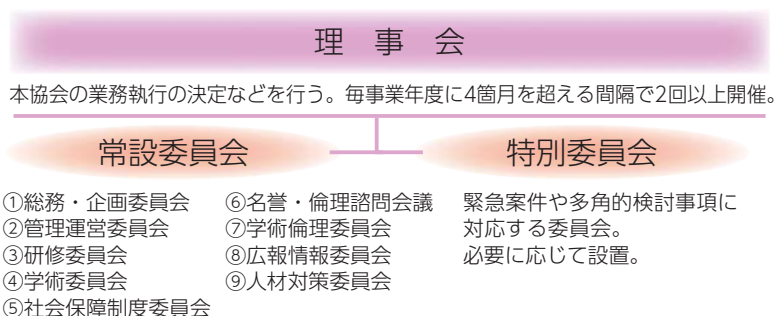 理事会
本協会の業務執行の決定などを行う。毎事業年度に4箇月を超える間隔で2回以上開催。
常設委員会
①総務・企画委員会
②管理運営委員会
③研修委員会
④学術委員会
⑤社会保障制度委員会
⑥名誉・倫理諮問会議
⑦学術倫理委員会
⑧広報情報委員会
⑨人材対策委員会
特別委員会
緊急案件や多角的検討事項に
対応する委員会。
必要に応じて設置。